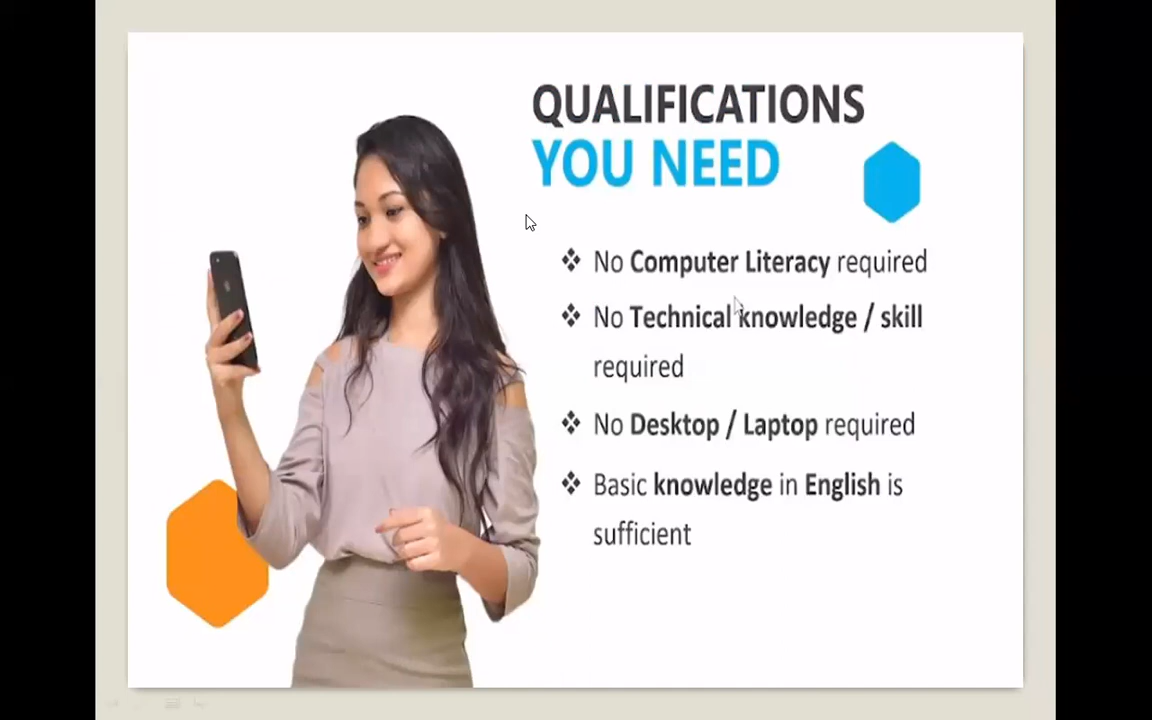 QUALIFICATIONS
YOU NEED
No Computer Literacy required
No Technical knowledge / skill
required
No Desktop / Laptop required
Basic knowledge in English is
sufficient